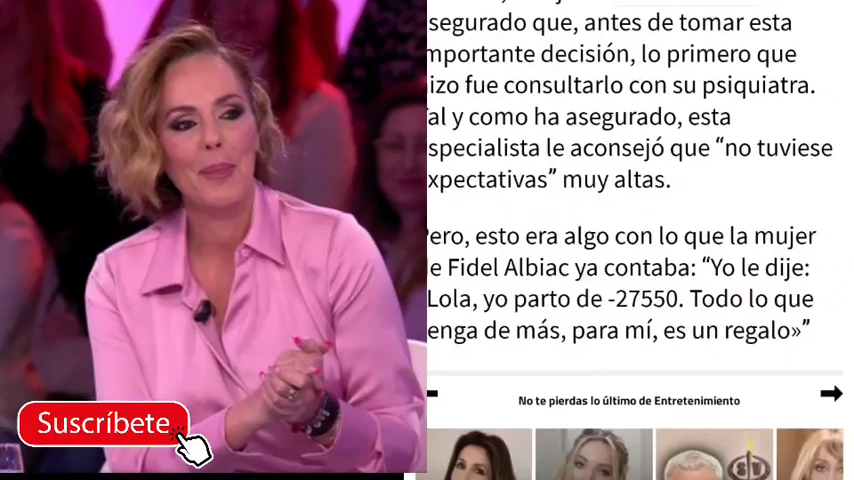 segurado que, antes de tomar esta
mportante decisión, lo primero que
izo fue consultarlo con su psiquiatra.
al y como ha asegurado, esta
specialista le aconsejó que “no tuviese
xpectativas” muy altas.
ero, esto era algo con lo que la mujer
e Fidel Albiac ya contaba: “Yo le dije:
Lola, yo parto de -27550. Todo lo que
enga de más, para mí, es un regalo»”
No te pierdas lo último de Entretenimiento
Suscríbete